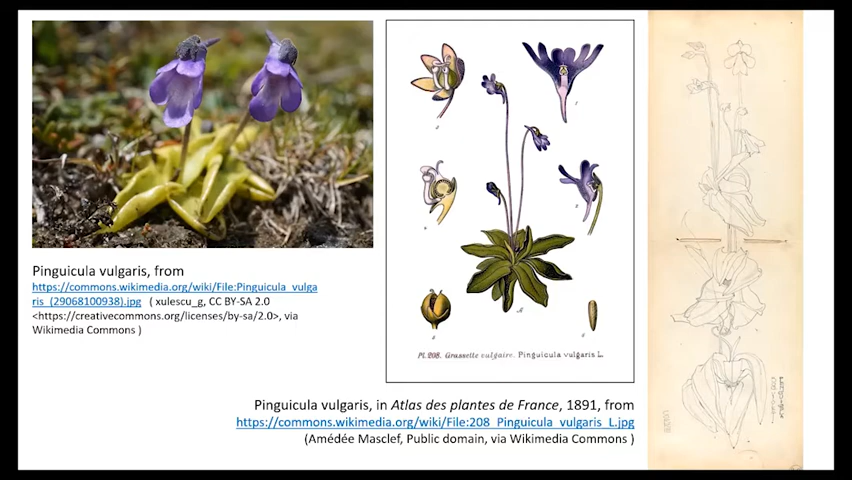 Pinguicula vulgaris, from
https://commons.wikimedia.org/wiki/File:Pinguicula_vulga
ris_(29068100938).jpg ( xulescu_g, CC BY-SA 2.0
<https://creativecommons.org/licenses/by-sa/2.0>, via
Wikimedia Commons )
Pl. 208. Grassette vulgaire. Pinguicula vulgaris L.
Pinguicula vulgaris, in Atlas des plantes de France, 1891, from
https://commons.wikimedia.org/wiki/File:208_Pinguicula_vulgaris_L.jpg
(Amédée Masclef, Public domain, via Wikimedia Commons )